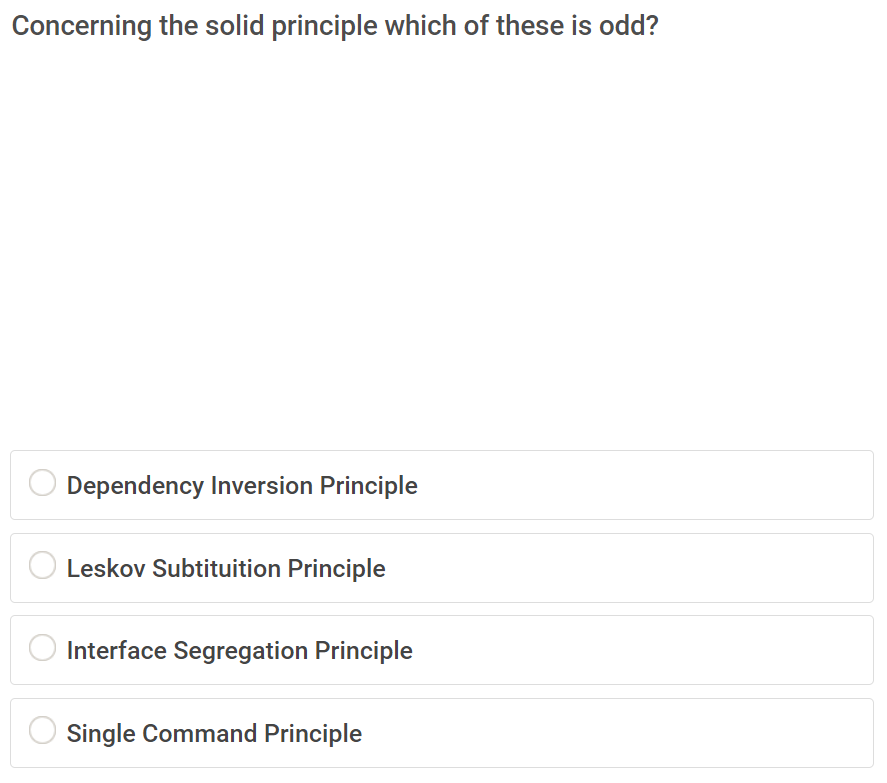 Concerning the solid principle which of these is odd?
Dependency Inversion Principle
Leskov Subtituition Principle
Interface Segregation Principle
Single Command Principle